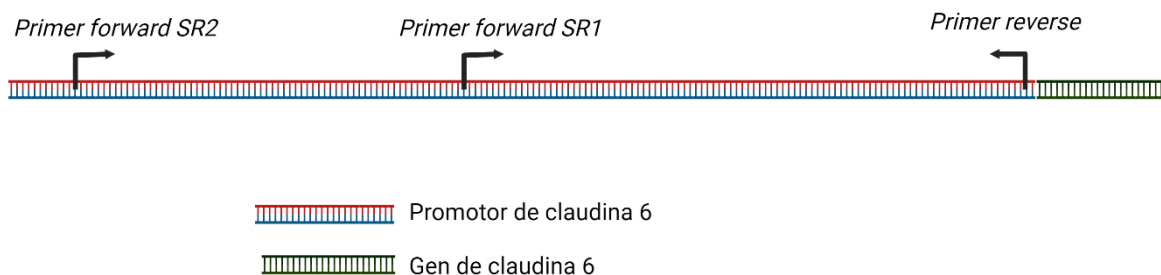 Primer forward SR2
Primer forward SR1
Primer reverse
Promotor de claudina 6
Gen de claudina 6